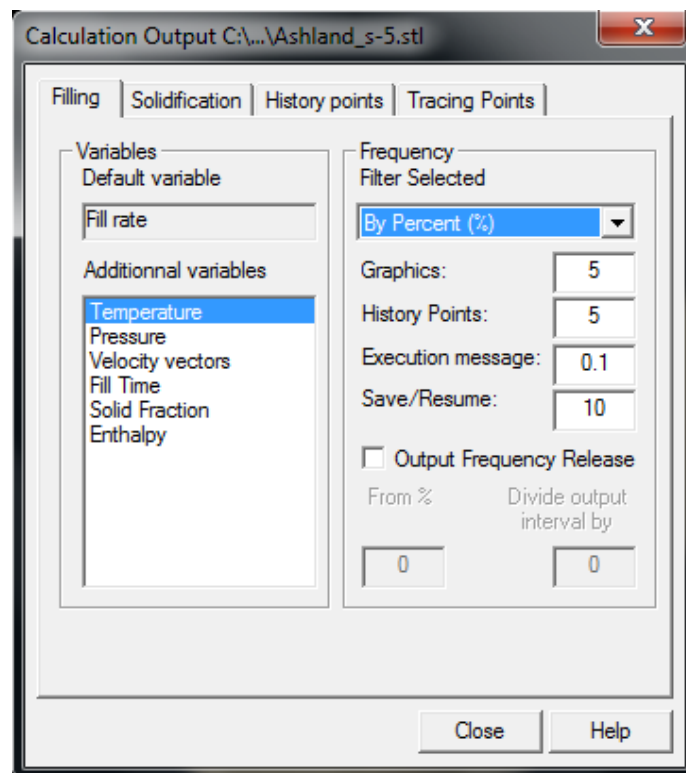 Calculation Output C:\...\Ashland_s-5.stl
Filling
Solidification
History points
Tracing Points
Variables
Default variable
Fill rate
Additionnal variables
Temperature
Pressure
Velocity vectors
Fill Time
Solid Fraction
Enthalpy
Frequency
Filter Selected
By Percent (%)
Graphics: 5
History Points: 5
Execution message: 0.1
Save/Resume: 10
Output Frequency Release
From %
Divide output
interval by
0
0
Close
Help